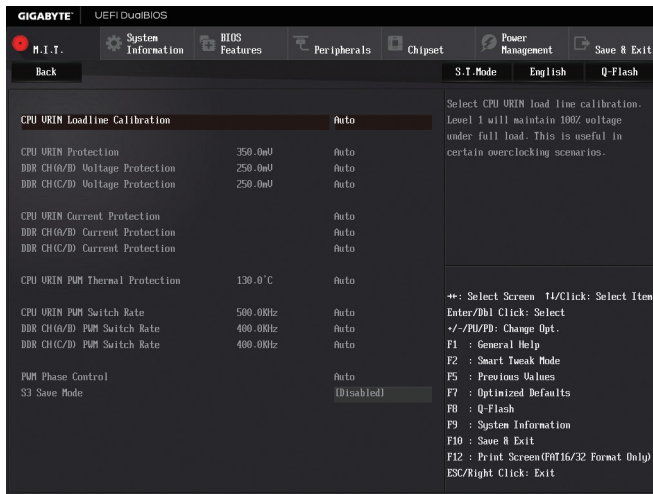 GIGABYTE™ UEFI DualBIOS
M.I.T.
System Information
BIOS Features
Peripherals
Chipset
Power Management
Save & Exit
Back
S.T.Mode English Q-Flash
CPU VRIN Loadline Calibration Auto
CPU VRIN Protection 350.0mV Auto
DDR CH(A/B) Voltage Protection 250.0mV Auto
DDR CH(C/D) Voltage Protection 250.0mV Auto
CPU VRIN Current Protection Auto
DDR CH(A/B) Current Protection Auto
DDR CH(C/D) Current Protection Auto
CPU VRIN PWM Thermal Protection 130.0°C Auto
CPU VRIN PWM Switch Rate 500.0KHz Auto
DDR CH(A/B) PWM Switch Rate 400.0KHz Auto
DDR CH(C/D) PWM Switch Rate 400.0KHz Auto
PWM Phase Control Auto
S3 Save Mode [Disabled]
Select CPU VRIN load line calibration.
Level 1 will maintain 100% voltage
under full load. This is useful in
certain overclocking scenarios.
→←: Select Screen ↑↓/Click: Select Item
Enter/Dbl Click: Select
+/-/PU/PD: Change Opt.
F1 : General Help
F2 : Smart Tweak Mode
F5 : Previous Values
F7 : Optimized Defaults
F8 : Q-Flash
F9 : System Information
F10 : Save & Exit
F12 : Print Screen(FAT16/32 Format Only)
ESC/Right Click: Exit